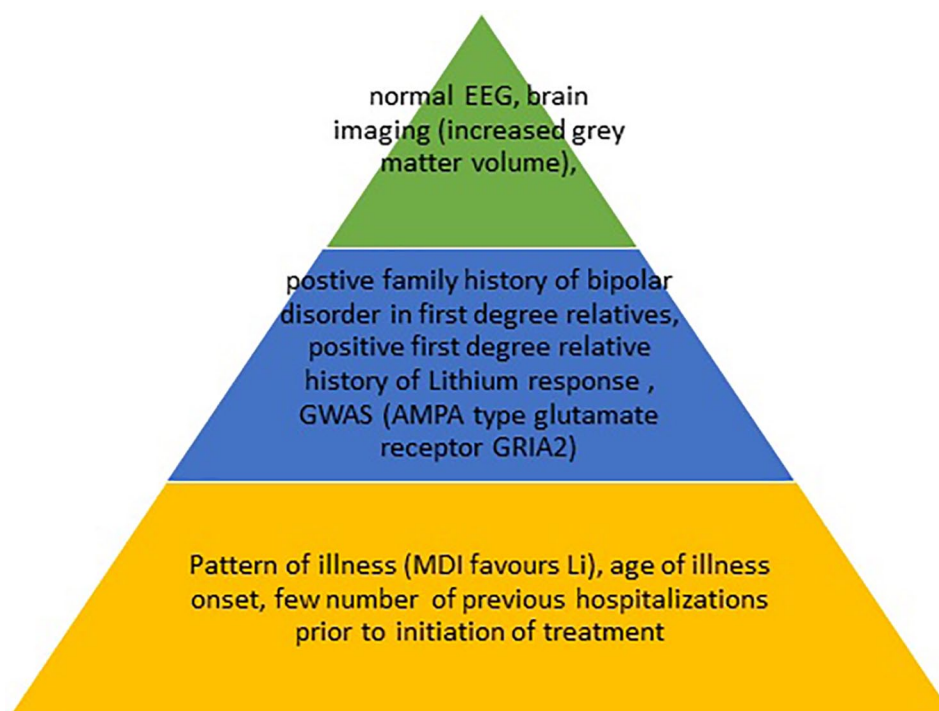 normal EEG, brain
imaging (increased grey
matter volume),
postive family history of bipolar
disorder in first degree relatives,
positive first degree relative
history of Lithium response ,
GWAS (AMPA type glutamate
receptor GRIA2)
Pattern of illness (MDI favours Li), age of illness
onset, few number of previous hospitalizations
prior to initiation of treatment